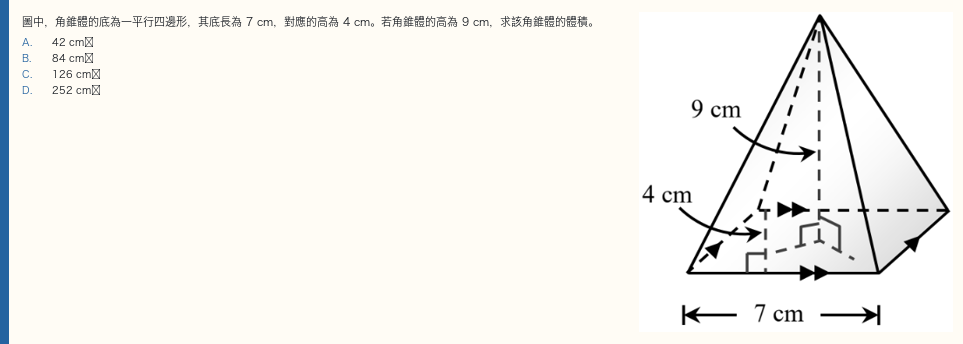 圖中，角錐體的底為一平行四邊形，其底長為 7 cm，對應的高為 4 cm。若角錐體的高為 9 cm，求該角錐體的體積。
A. 42 cm
B. 84 cm
C. 126 cm
D. 252 cm
9 cm
4 cm
7 cm